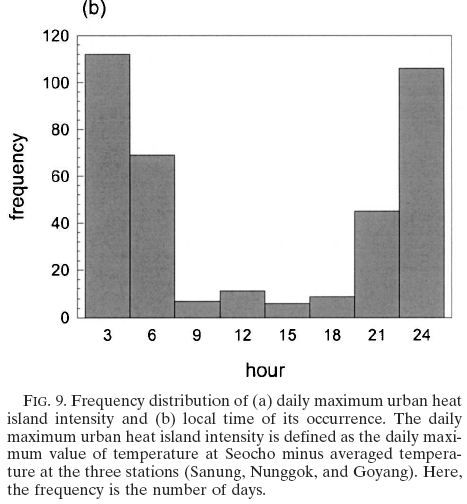 (b)
120
100
80
60
40
20
0
frequency
3 6 9 12 15 18 21 24
hour
FIG. 9. Frequency distribution of (a) daily maximum urban heat
island intensity and (b) local time of its occurrence. The daily
maximum urban heat island intensity is defined as the daily maxi-
mum value of temperature at Seocho minus averaged tempera-
ture at the three stations (Sanung, Nunggok, and Goyang). Here,
the frequency is the number of days.